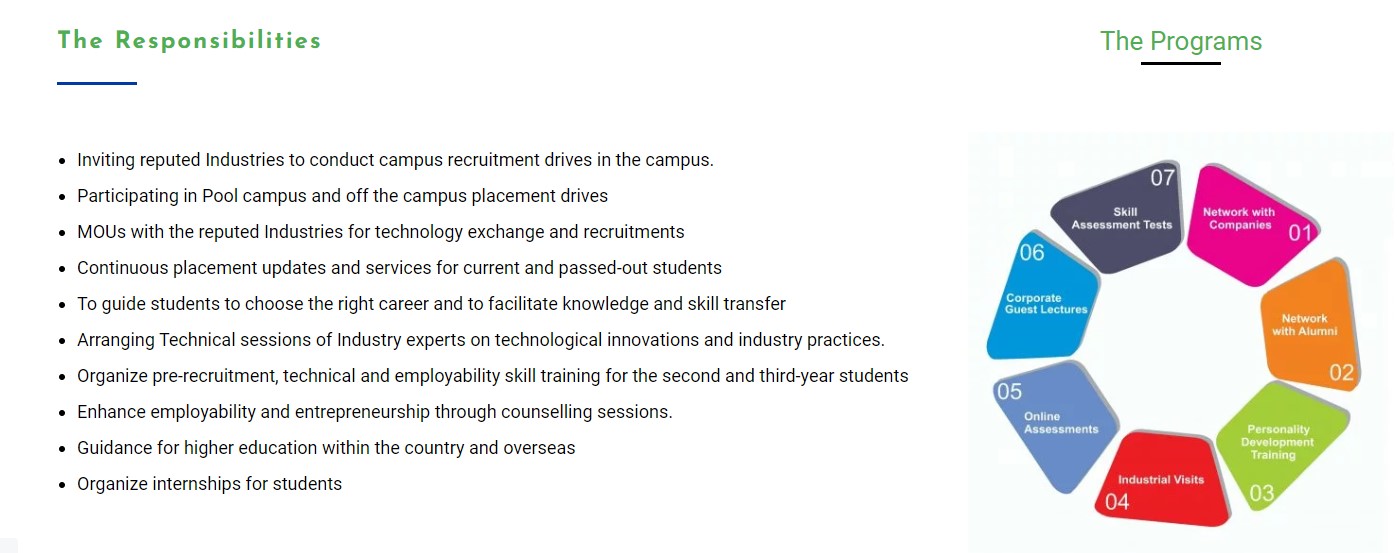 The Responsibilities
Inviting reputed Industries to conduct campus recruitment drives in the campus.
Participating in Pool campus and off the campus placement drives
MOUs with the reputed Industries for technology exchange and recruitments
Continuous placement updates and services for current and passed-out students
To guide students to choose the right career and to facilitate knowledge and skill transfer
Arranging Technical sessions of Industry experts on technological innovations and industry practices.
Organize pre-recruitment, technical and employability skill training for the second and third-year students
Enhance employability and entrepreneurship through counselling sessions.
Guidance for higher education within the country and overseas
Organize internships for students
The Programs
Network with
Companies
01
Network
with Alumni
02
Personality
Development
Training
03
Industrial Visits
04
05
Online
Assessments
06
Corporate
Guest Lectures
07
Skill
Assessment Tests